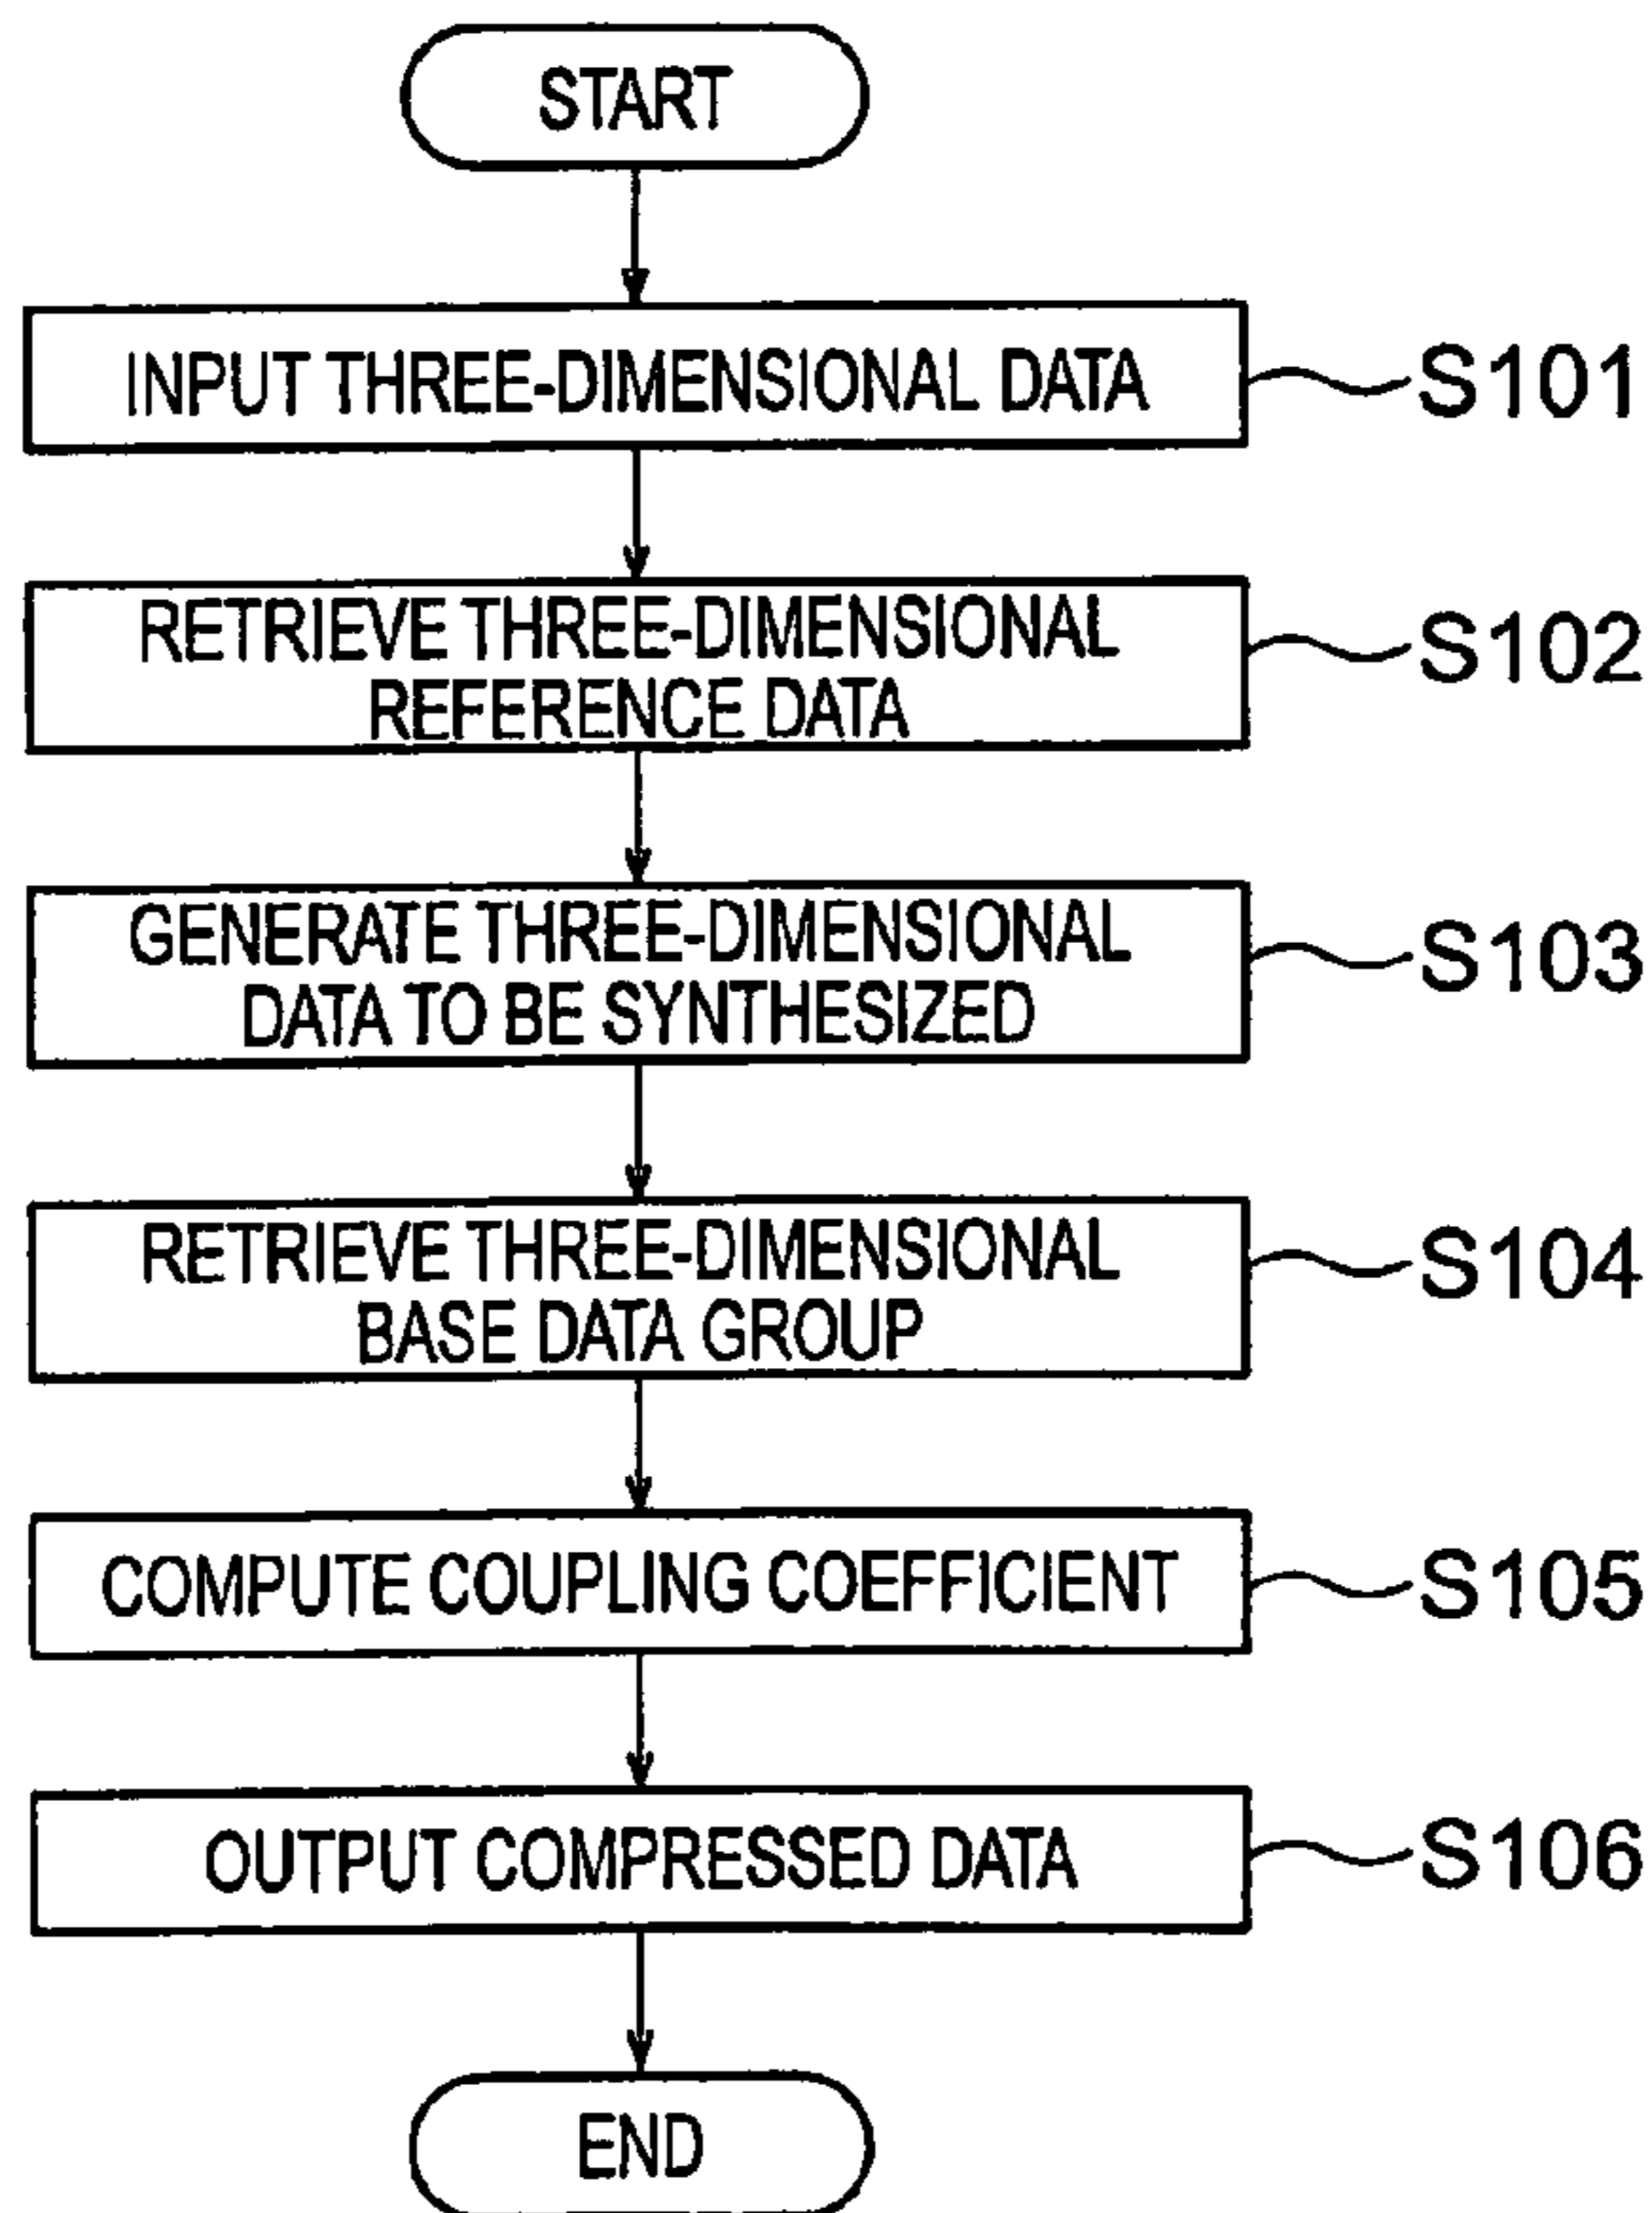 START
INPUT THREE-DIMENSIONAL DATA
S101
RETRIEVE THREE-DIMENSIONAL
REFERENCE DATA
S102
GENERATE THREE-DIMENSIONAL
DATA TO BE SYNTHESIZED
S103
RETRIEVE THREE-DIMENSIONAL
BASE DATA GROUP
S104
COMPUTE COUPLING COEFFICIENT
S105
OUTPUT COMPRESSED DATA
S106
END